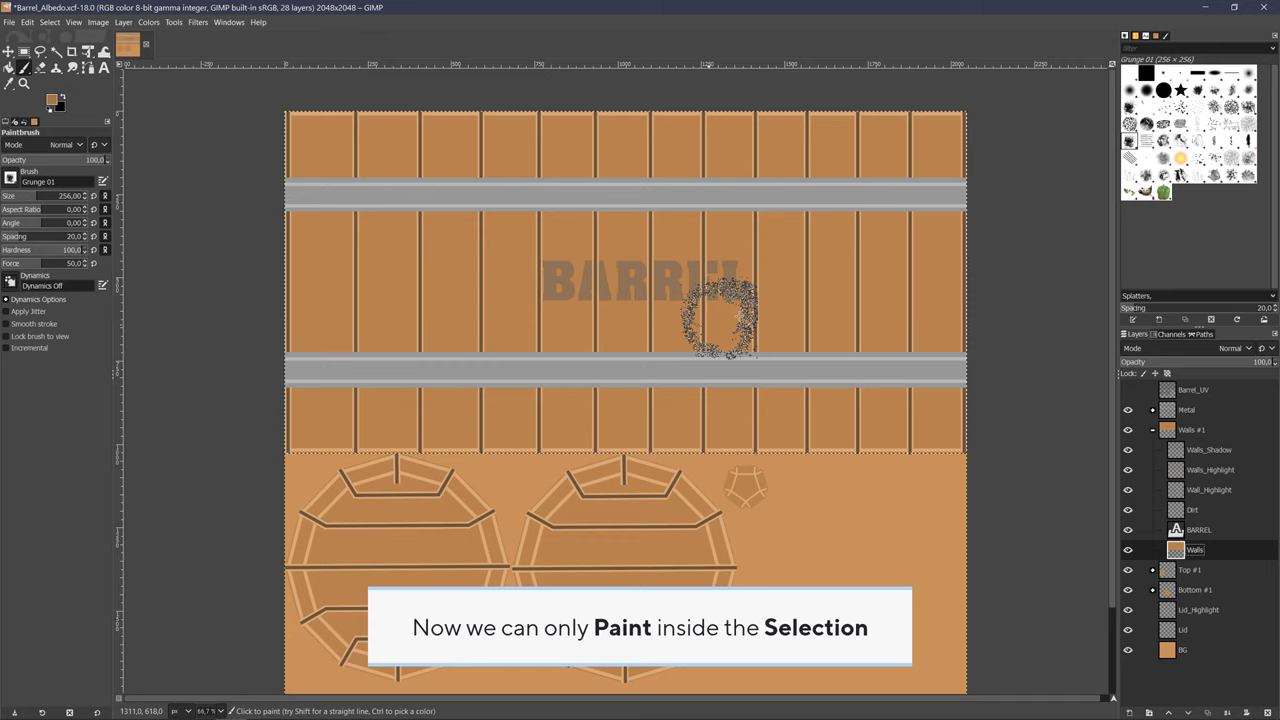 *Barrel_Albedo.xcf-18.0 (RGB color 8-bit gamma integer, GIMP built-in sRGB, 28 layers) 2048x2048 – GIMP
File Edit Select View Image Layer Colors Tools Filters Windows Help
filter
Grunge 01 (256 × 256)
Paintbrush
Mode Normal
Opacity 100,0
Brush
Grunge 01
Size 256,00
Aspect Ratio 0,00
Angle 0,00
Spacing 20,0
Hardness 100,0
Force 50,0
Dynamics
Dynamics Off
Dynamics Options
Apply Jitter
Smooth stroke
Lock brush to view
Incremental
BARREL
Splatters,
Spacing 20,0
Layers Channels Paths
Mode Normal
Opacity 100,0
Lock:
Barrel_UV
Metal
Walls #1
Walls_Shadow
Walls_Highlight
Wall_Highlight
Dirt
BARREL
Walls
Top #1
Bottom #1
Lid_Highlight
Lid
BG
Now we can only Paint inside the Selection
1311,0, 618,0 px 66,7 % Click to paint (try Shift for a straight line, Ctrl to pick a color)